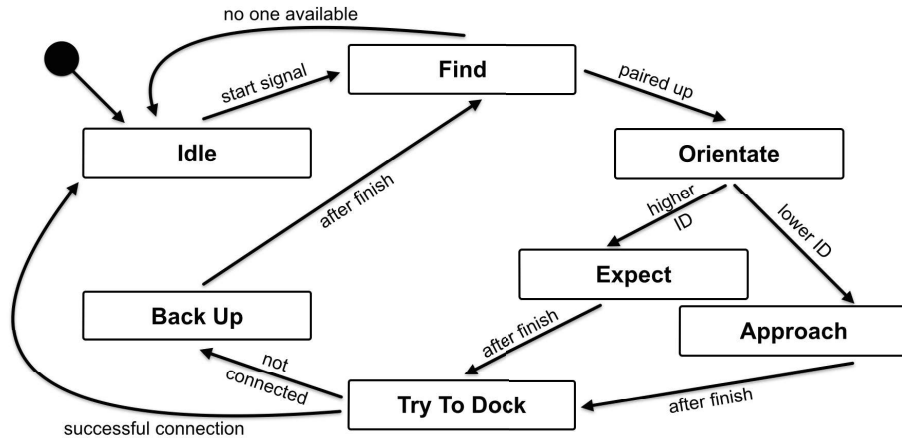 no one available
start signal
Find
paired up
Idle
Orientate
after finish
higher
ID
lower ID
Expect
Back Up
Approach
after finish
not
connected
Try To Dock
after finish
successful connection